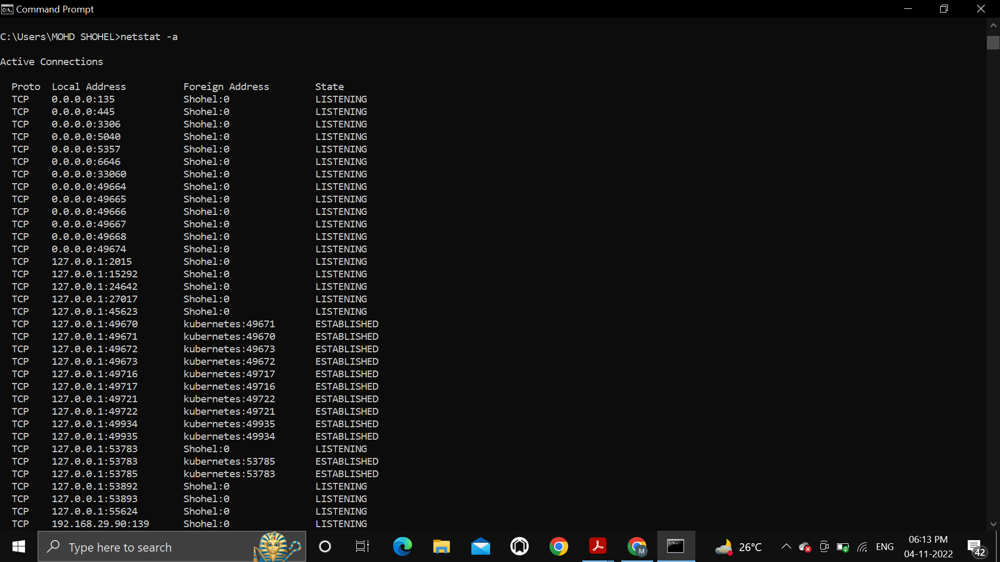 Command Prompt
C:\Users\MOHD SHOHEL>netstat -a
Active Connections
Proto  Local Address          Foreign Address        State
TCP    0.0.0.0:135            Shohel:0               LISTENING
TCP    0.0.0.0:445            Shohel:0               LISTENING
TCP    0.0.0.0:3306           Shohel:0               LISTENING
TCP    0.0.0.0:5040           Shohel:0               LISTENING
TCP    0.0.0.0:5357           Shohel:0               LISTENING
TCP    0.0.0.0:6646           Shohel:0               LISTENING
TCP    0.0.0.0:33060          Shohel:0               LISTENING
TCP    0.0.0.0:49664          Shohel:0               LISTENING
TCP    0.0.0.0:49665          Shohel:0               LISTENING
TCP    0.0.0.0:49666          Shohel:0               LISTENING
TCP    0.0.0.0:49667          Shohel:0               LISTENING
TCP    0.0.0.0:49668          Shohel:0               LISTENING
TCP    0.0.0.0:49674          Shohel:0               LISTENING
TCP    127.0.0.1:2015         Shohel:0               LISTENING
TCP    127.0.0.1:15292        Shohel:0               LISTENING
TCP    127.0.0.1:24642        Shohel:0               LISTENING
TCP    127.0.0.1:27017        Shohel:0               LISTENING
TCP    127.0.0.1:45623        Shohel:0               LISTENING
TCP    127.0.0.1:49670        kubernetes:49671       ESTABLISHED
TCP    127.0.0.1:49671        kubernetes:49670       ESTABLISHED
TCP    127.0.0.1:49672        kubernetes:49673       ESTABLISHED
TCP    127.0.0.1:49673        kubernetes:49672       ESTABLISHED
TCP    127.0.0.1:49716        kubernetes:49717       ESTABLISHED
TCP    127.0.0.1:49717        kubernetes:49716       ESTABLISHED
TCP    127.0.0.1:49721        kubernetes:49722       ESTABLISHED
TCP    127.0.0.1:49722        kubernetes:49721       ESTABLISHED
TCP    127.0.0.1:49934        kubernetes:49935       ESTABLISHED
TCP    127.0.0.1:49935        kubernetes:49934       ESTABLISHED
TCP    127.0.0.1:53783        Shohel:0               LISTENING
TCP    127.0.0.1:53783        kubernetes:53785       ESTABLISHED
TCP    127.0.0.1:53785        kubernetes:53783       ESTABLISHED
TCP    127.0.0.1:53892        Shohel:0               LISTENING
TCP    127.0.0.1:53893        Shohel:0               LISTENING
TCP    127.0.0.1:55624        Shohel:0               LISTENING
TCP    192.168.29.90:139      Shohel:0               LISTENING
Type here to search
M
26°C
ENG
06:13 PM
04-11-2022
42